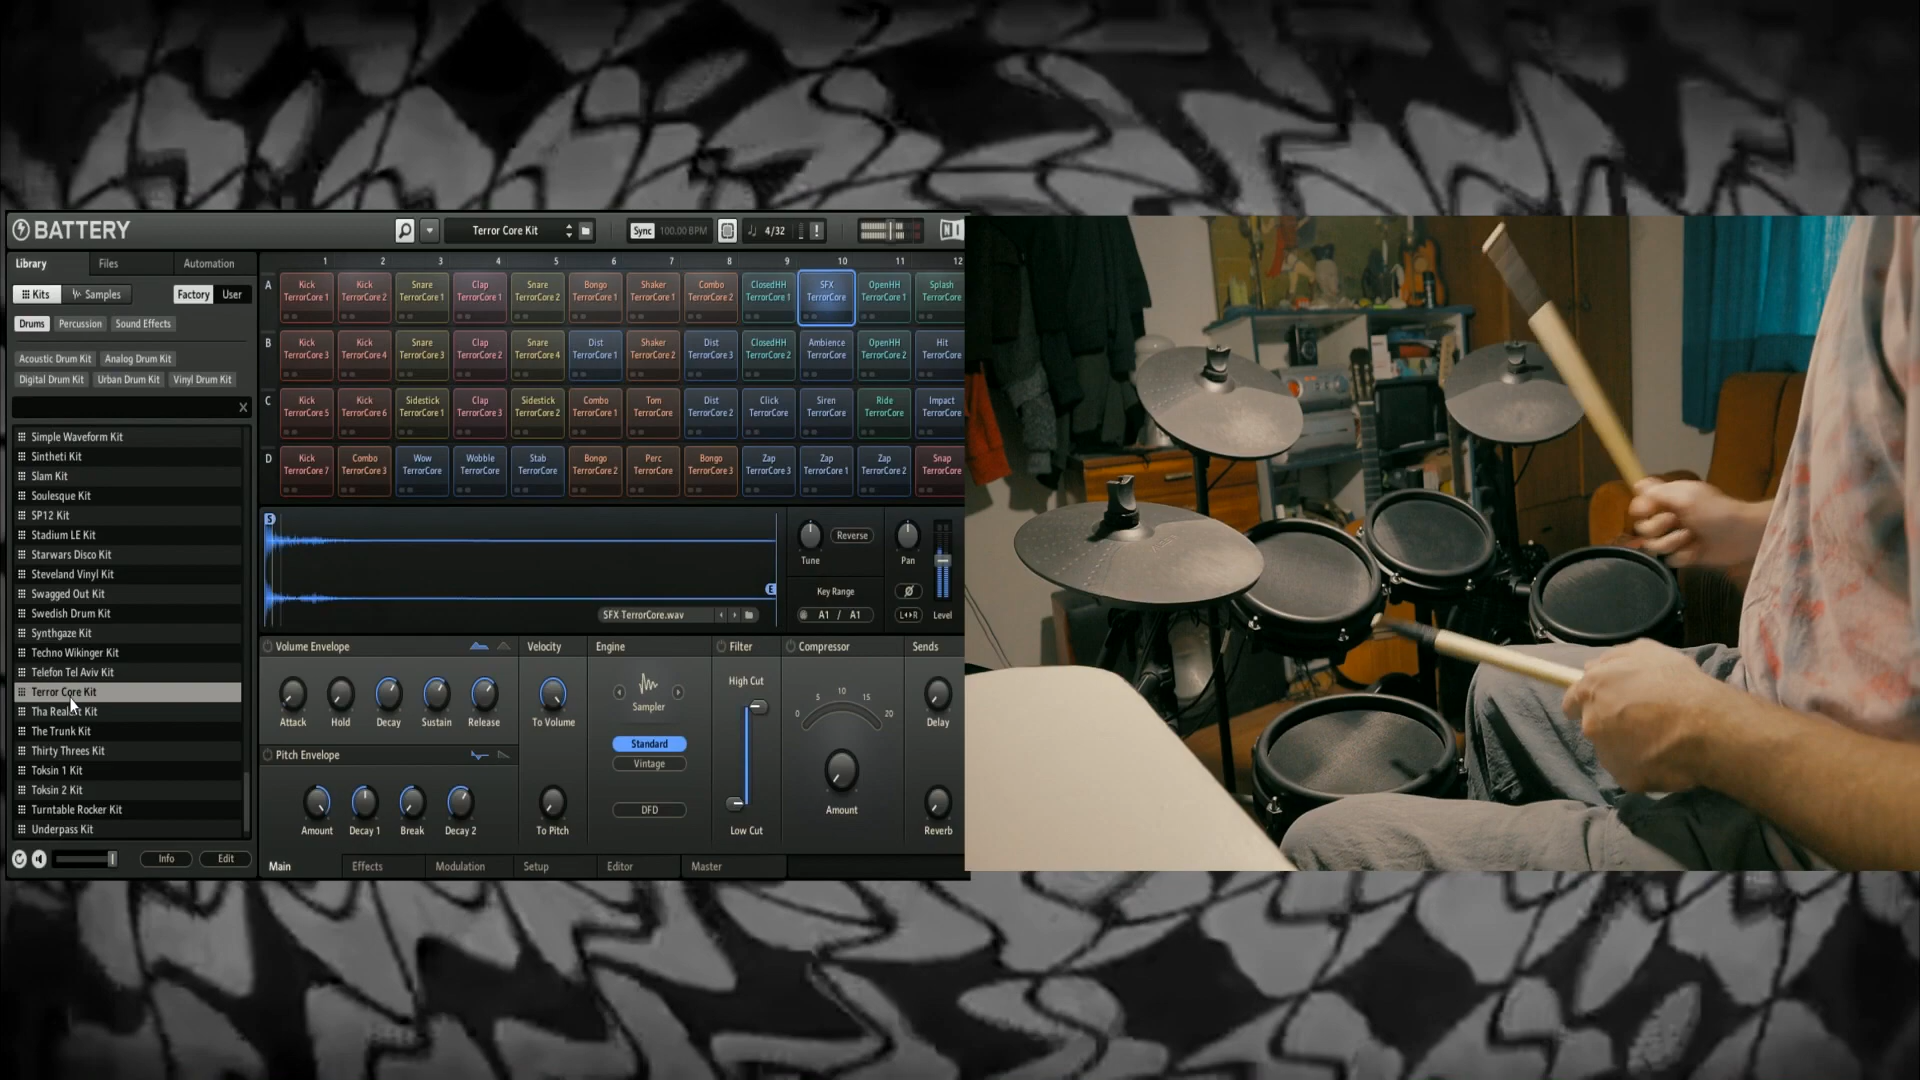 BATTERY
Terror Core Kit
Sync 100.00 BPM
4/32
Library Files Automation
Kits Samples Factory User
Drums Percussion Sound Effects
Acoustic Drum Kit Analog Drum Kit
Digital Drum Kit Urban Drum Kit Vinyl Drum Kit
Simple Waveform Kit
Sintheti Kit
Slam Kit
Soulesque Kit
SP12 Kit
Stadium LE Kit
Starwars Disco Kit
Steveland Vinyl Kit
Swagged Out Kit
Swedish Drum Kit
Synthgaze Kit
Techno Wikinger Kit
Telefon Tel Aviv Kit
Terror Core Kit
Tha Realest Kit
The Trunk Kit
Thirty Threes Kit
Toksin 1 Kit
Toksin 2 Kit
Turntable Rocker Kit
Underpass Kit
Info Edit
1 2 3 4 5 6 7 8 9 10 11 12
A
Kick TerrorCore 1
Kick TerrorCore 2
Snare TerrorCore 1
Clap TerrorCore 1
Snare TerrorCore 2
Bongo TerrorCore 1
Shaker TerrorCore 1
Combo TerrorCore 2
ClosedHH TerrorCore 1
SFX TerrorCore
OpenHH TerrorCore 1
Splash TerrorCore
B
Kick TerrorCore 3
Kick TerrorCore 4
Snare TerrorCore 3
Clap TerrorCore 2
Snare TerrorCore 4
Dist TerrorCore 1
Shaker TerrorCore 2
Dist TerrorCore 3
ClosedHH TerrorCore 2
Ambience TerrorCore
OpenHH TerrorCore 2
Hit TerrorCore
C
Kick TerrorCore 5
Kick TerrorCore 6
Sidestick TerrorCore 1
Clap TerrorCore 3
Sidestick TerrorCore 2
Combo TerrorCore 1
Tom TerrorCore
Dist TerrorCore 2
Click TerrorCore
Siren TerrorCore
Ride TerrorCore
Impact TerrorCore
D
Kick TerrorCore 7
Combo TerrorCore 3
Wow TerrorCore
Wobble TerrorCore
Stab TerrorCore
Bongo TerrorCore 2
Perc TerrorCore
Bongo TerrorCore 3
Zap TerrorCore 3
Zap TerrorCore 1
Zap TerrorCore 2
Snap TerrorCore
S
E
SFX TerrorCore.wav
Tune Reverse Pan
Key Range
A1 / A1
Level
Volume Envelope Velocity Engine Filter Compressor Sends
Attack Hold Decay Sustain Release To Volume
Sampler
Standard
Vintage
DFD
High Cut
Low Cut
0 5 10 15 20
Amount
Delay
Reverb
Pitch Envelope
Amount Decay 1 Break Decay 2 To Pitch
Main Effects Modulation Setup Editor Master